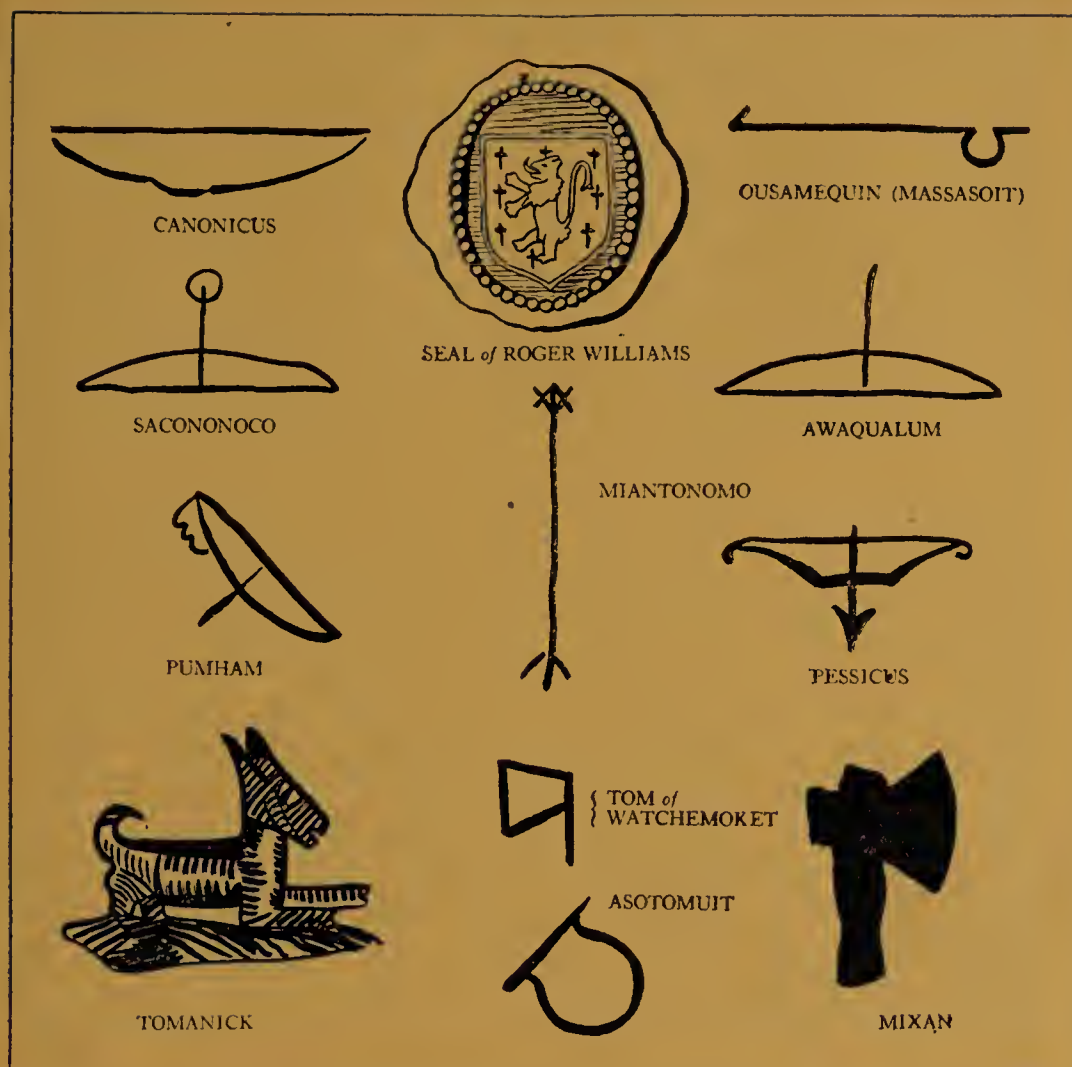 CANONICUS
OUSAMEQUIN (MASSASOIT)
SEAL of ROGER WILLIAMS
SACONONOCO
AWAQUALUM
MIANTONOMO
PUMHAM
PESSICUS
TOM of
WATCHEMOKET
ASOTOMUIT
TOMANICK
MIXAN